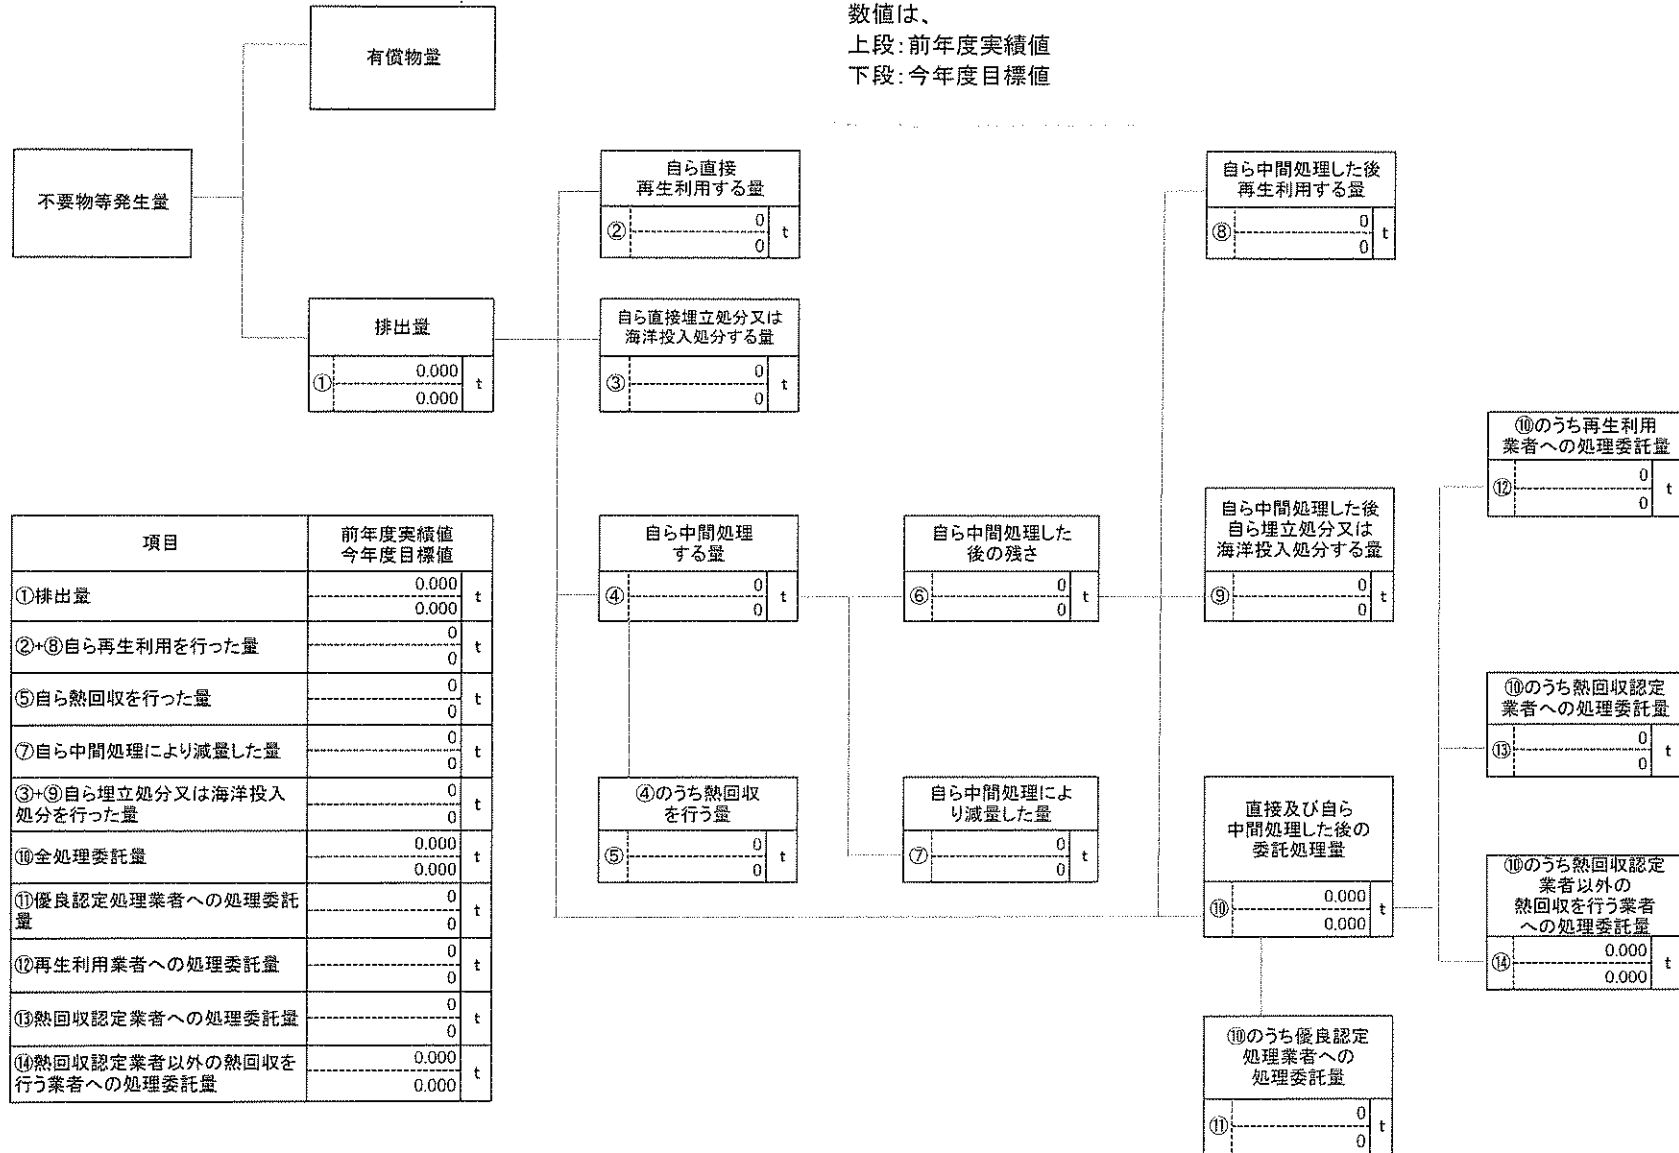 数値は、
上段:前年度実績値
下段:今年度目標値
有償物量
不要物等発生量
自ら直接
再生利用する量
② 0 t
0
自ら中間処理した後
再生利用する量
⑧ 0 t
0
排出量
① 0.000 t
0.000
自ら直接埋立処分又は
海洋投入処分する量
③ 0 t
0
⑩のうち再生利用
業者への処理委託量
⑫ 0 t
0
自ら中間処理
する量
④ 0 t
0
自ら中間処理した
後の残さ
⑥ 0 t
0
自ら中間処理した後
自ら埋立処分又は
海洋投入処分する量
⑨ 0 t
0
⑩のうち熱回収認定
業者への処理委託量
⑬ 0 t
0
④のうち熱回収
を行う量
⑤ 0 t
0
自ら中間処理によ
り減量した量
⑦ 0 t
0
直接及び自ら
中間処理した後の
委託処理量
⑩ 0.000 t
0.000
⑩のうち熱回収認定
業者以外の
熱回収を行う業者
への処理委託量
⑭ 0.000 t
0.000
⑩のうち優良認定
処理業者への
処理委託量
⑪ 0 t
0
項目 前年度実績値
今年度目標値
①排出量 0.000 t
0.000
②+⑧自ら再生利用を行った量 0 t
0
⑤自ら熱回収を行った量 0 t
0
⑦自ら中間処理により減量した量 0 t
0
③+⑨自ら埋立処分又は海洋投入 0 t
処分を行った量 0
⑩全処理委託量 0.000 t
0.000
⑪優良認定処理業者への処理委託 0 t
量 0
⑫再生利用業者への処理委託量 0 t
0
⑬熱回収認定業者への処理委託量 0 t
0
⑭熱回収認定業者以外の熱回収を 0.000 t
行う業者への処理委託量 0.000